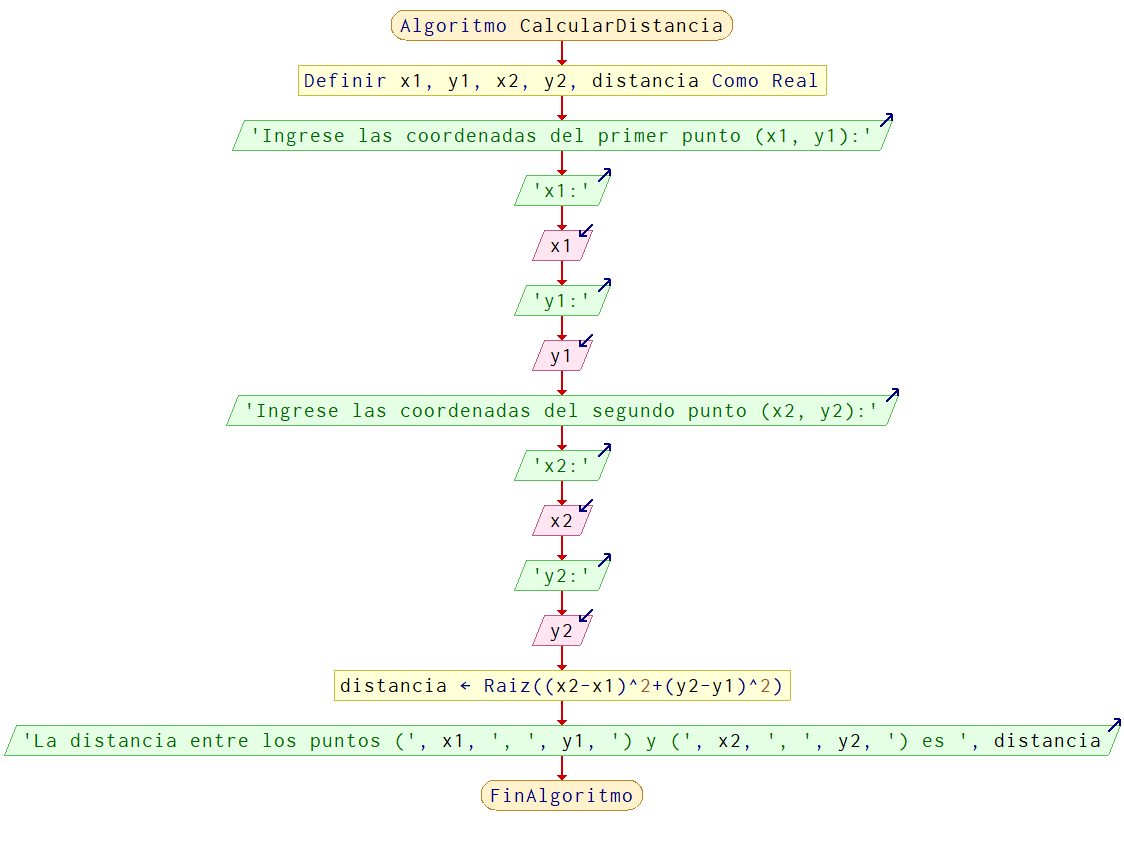 Algoritmo CalcularDistancia
Definir x1, y1, x2, y2, distancia Como Real
'Ingrese las coordenadas del primer punto (x1, y1):'
'x1:'
x1
'y1:'
y1
'Ingrese las coordenadas del segundo punto (x2, y2):'
'x2:'
x2
'y2:'
y2
distancia ← Raiz((x2-x1)^2+(y2-y1)^2)
'La distancia entre los puntos (', x1, ', ', y1, ') y (', x2, ', ', y2, ') es ', distancia
FinAlgoritmo